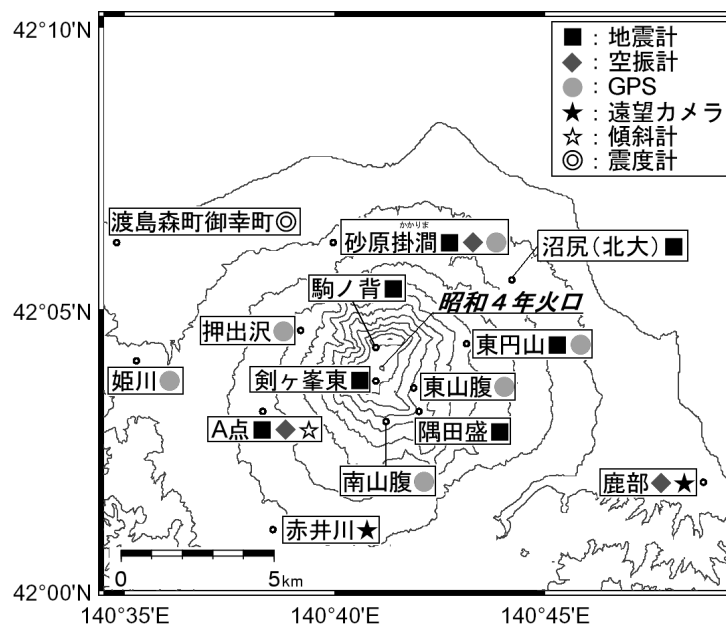 42°10'N
■：地震計
◆：空振計
●：GPS
★：遠望カメラ
☆：傾斜計
◎：震度計
渡島森町御幸町◎
かかりま
砂原掛澗■◆●
沼尻(北大)■
駒ノ背■
昭和４年火口
42°05'N
押出沢●
東円山■●
姫川●
剣ヶ峯東■
東山腹●
A点■◆☆
隅田盛■
南山腹●
鹿部◆★
赤井川★
0
5km
42°00'N
140°35'E
140°40'E
140°45'E